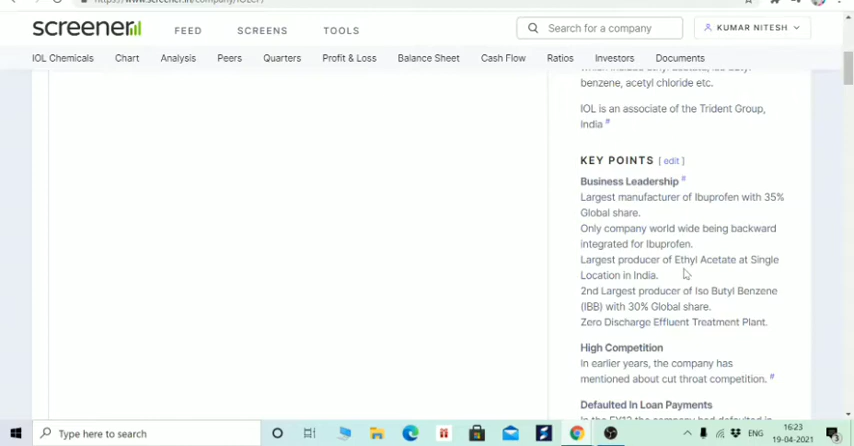 screener
FEED
SCREENS
TOOLS
Search for a company
KUMAR NITESH
IOL Chemicals
Chart
Analysis
Peers
Quarters
Profit & Loss
Balance Sheet
Cash Flow
Ratios
Investors
Documents
benzene, acetyl chloride etc.
IOL is an associate of the Trident Group,
India #
KEY POINTS [ edit ]
Business Leadership #
Largest manufacturer of Ibuprofen with 35%
Global share.
Only company world wide being backward
integrated for Ibuprofen.
Largest producer of Ethyl Acetate at Single
Location in India.
2nd Largest producer of Iso Butyl Benzene
(IBB) with 30% Global share.
Zero Discharge Effluent Treatment Plant.
High Competition
In earlier years, the company has
mentioned about cut throat competition. #
Defaulted In Loan Payments
Type here to search
ENG
16:23
19-04-2021
3